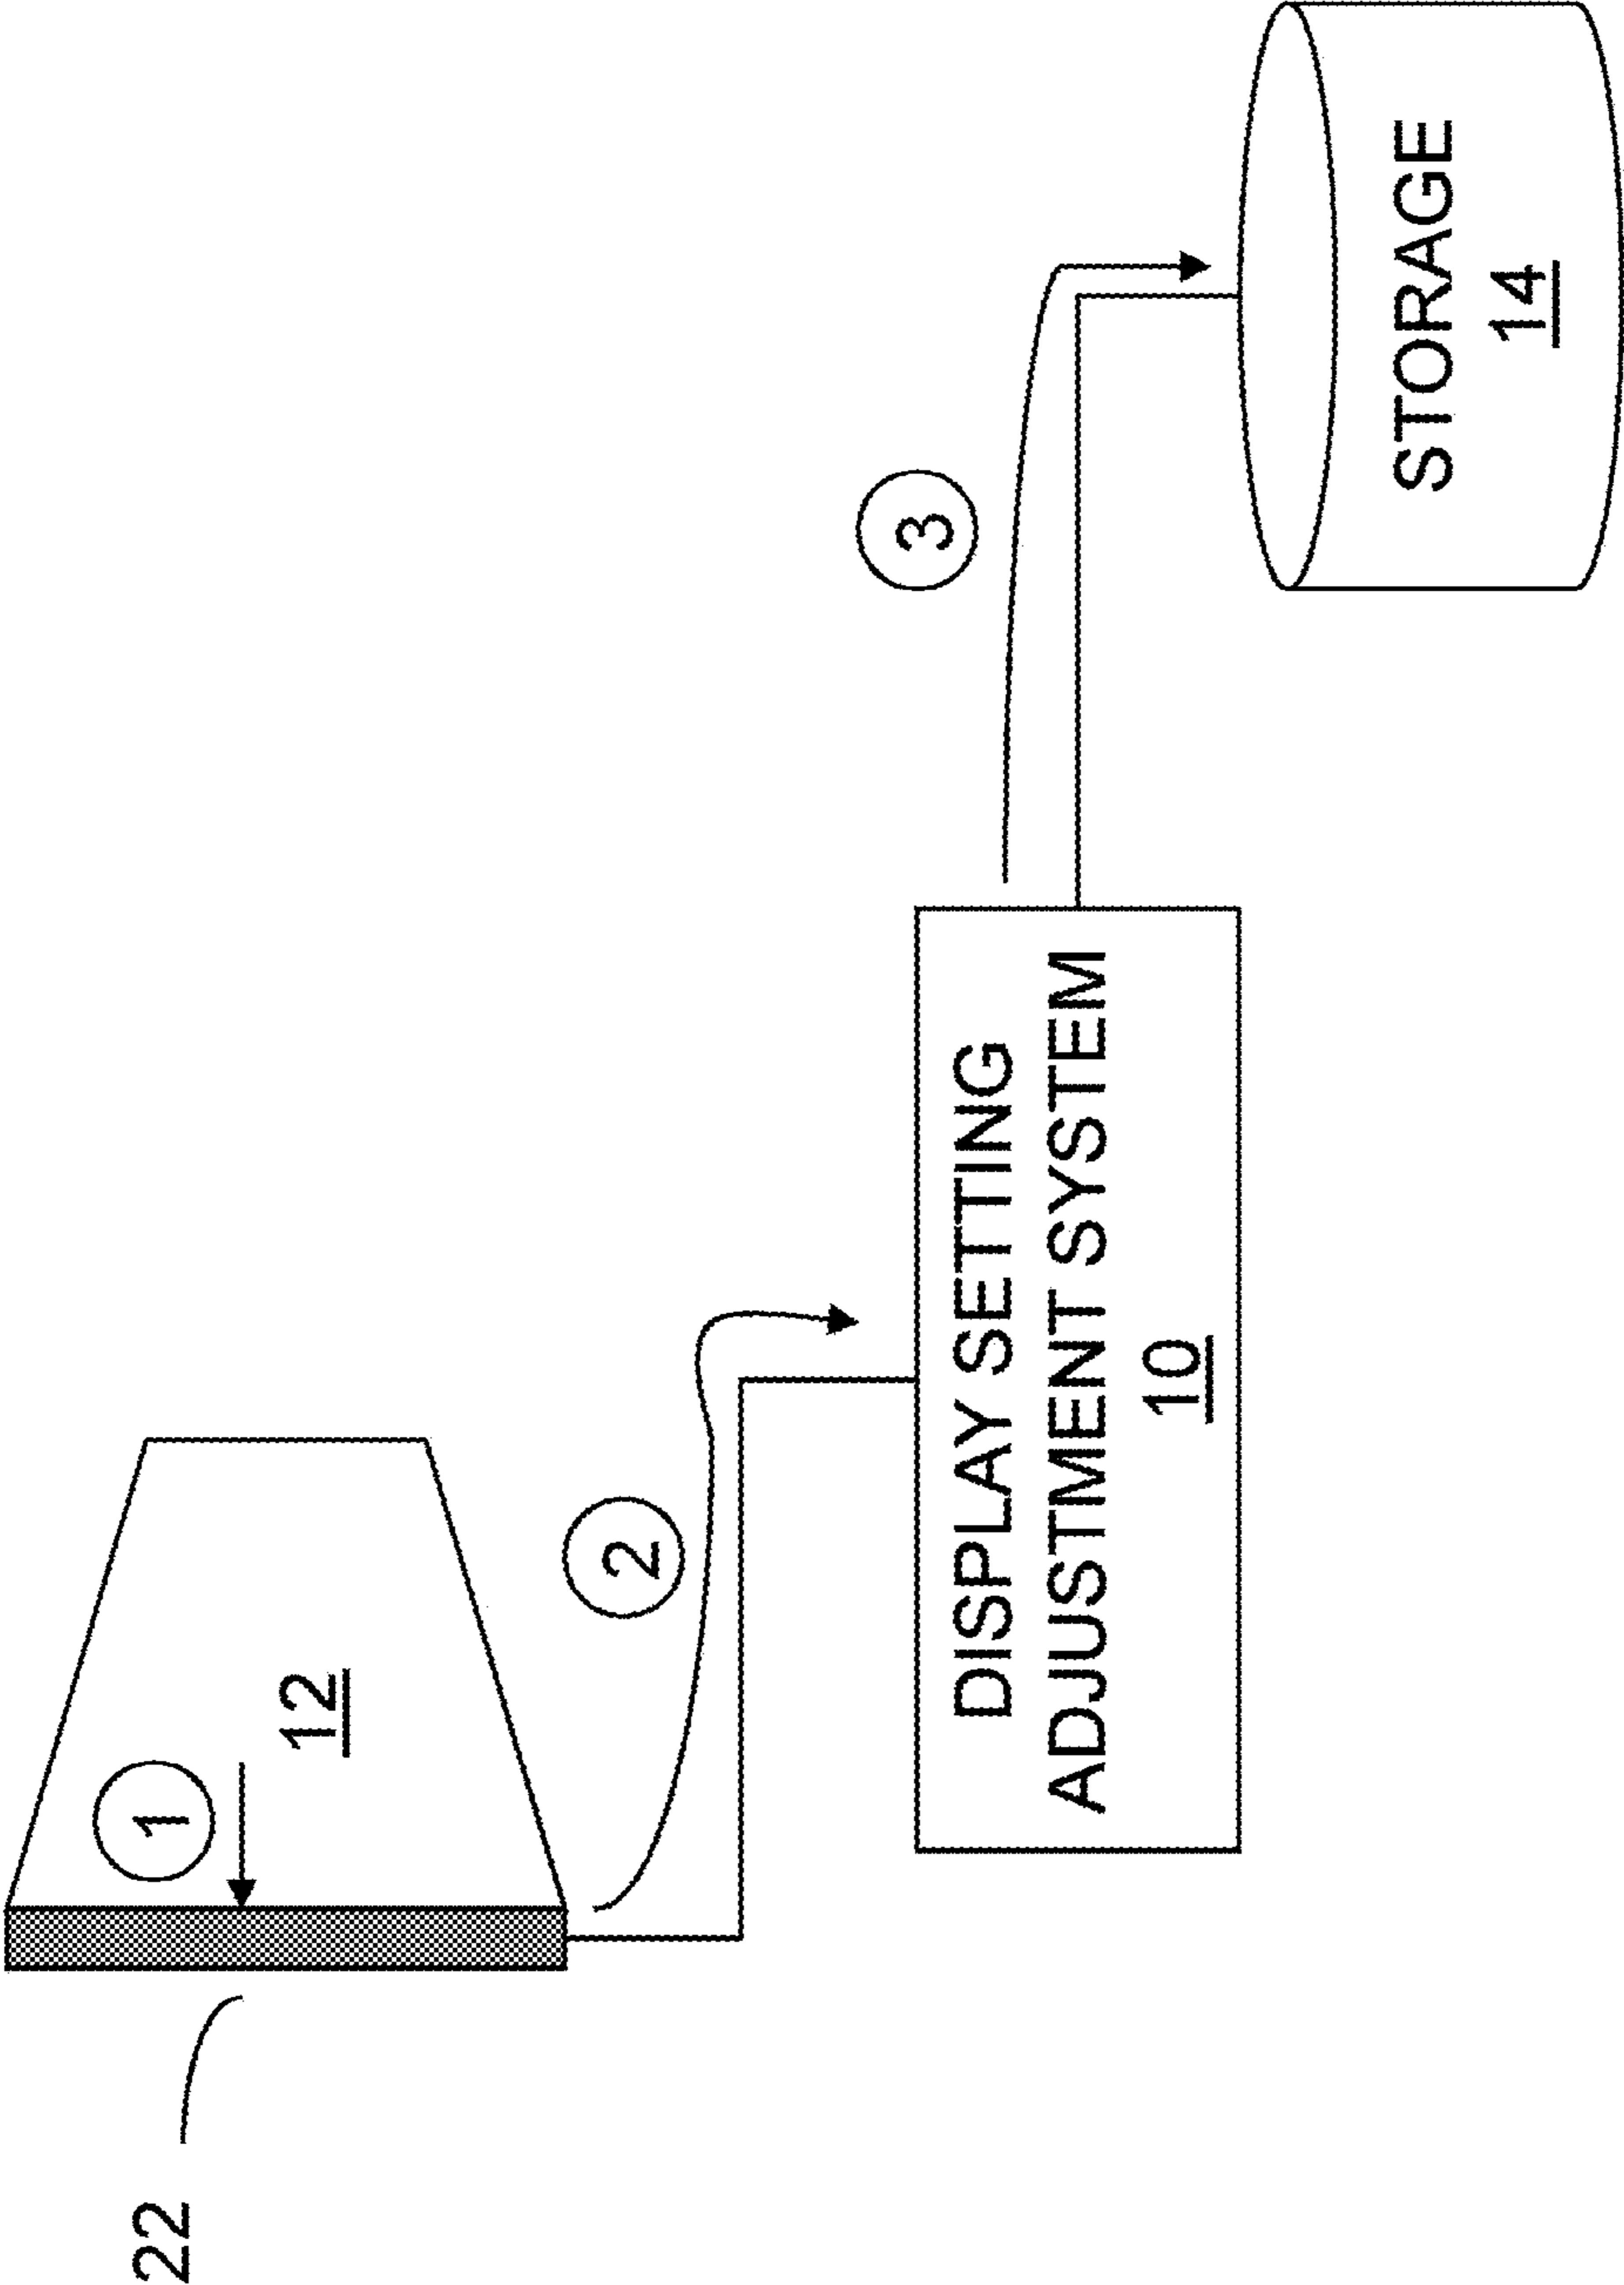 22
1
12
2
DISPLAY SETTING
ADJUSTMENT SYSTEM
10
3
STORAGE
14